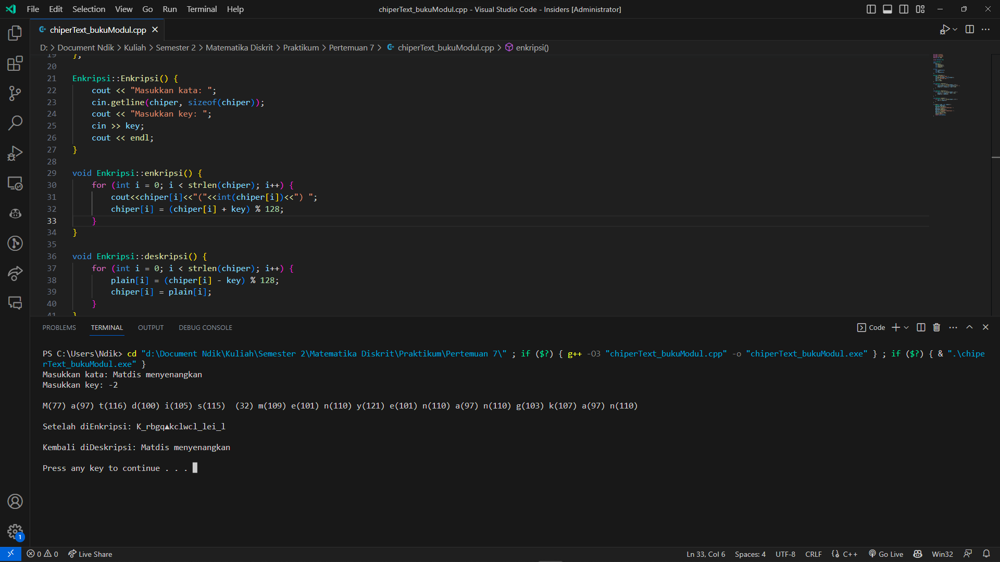 File Edit Selection View Go Run Terminal Help
chiperText_bukuModul.cpp - Visual Studio Code - Insiders [Administrator]
chiperText_bukuModul.cpp
D: > Document Ndik > Kuliah > Semester 2 > Matematika Diskrit > Praktikum > Pertemuan 7 > chiperText_bukuModul.cpp > enkripsi()
19 };
20
21 Enkripsi::Enkripsi() {
22     cout << "Masukkan kata: ";
23     cin.getline(chiper, sizeof(chiper));
24     cout << "Masukkan key: ";
25     cin >> key;
26     cout << endl;
27 }
28
29 void Enkripsi::enkripsi() {
30     for (int i = 0; i < strlen(chiper); i++) {
31         cout<<chiper[i]<<"("<<int(chiper[i])<<") ";
32         chiper[i] = (chiper[i] + key) % 128;
33     }
34 }
35
36 void Enkripsi::deskripsi() {
37     for (int i = 0; i < strlen(chiper); i++) {
38         plain[i] = (chiper[i] - key) % 128;
39         chiper[i] = plain[i];
40     }
41 }
PROBLEMS TERMINAL OUTPUT DEBUG CONSOLE
Code
PS C:\Users\Ndik> cd "d:\Document Ndik\Kuliah\Semester 2\Matematika Diskrit\Praktikum\Pertemuan 7\" ; if ($?) { g++ -O3 "chiperText_bukuModul.cpp" -o "chiperText_bukuModul.exe" } ; if ($?) { & ".\chipe
rText_bukuModul.exe" }
Masukkan kata: Matdis menyenangkan
Masukkan key: -2
M(77) a(97) t(116) d(100) i(105) s(115)  (32) m(109) e(101) n(110) y(121) e(101) n(110) a(97) n(110) g(103) k(107) a(97) n(110)
Setelah diEnkripsi: K_rbgq▲kclwcl_lei_l
Kembali diDeskripsi: Matdis menyenangkan
Press any key to continue . . .
1
0 0 Live Share
Ln 33, Col 6 Spaces: 4 UTF-8 CRLF {} C++ Go Live Win32